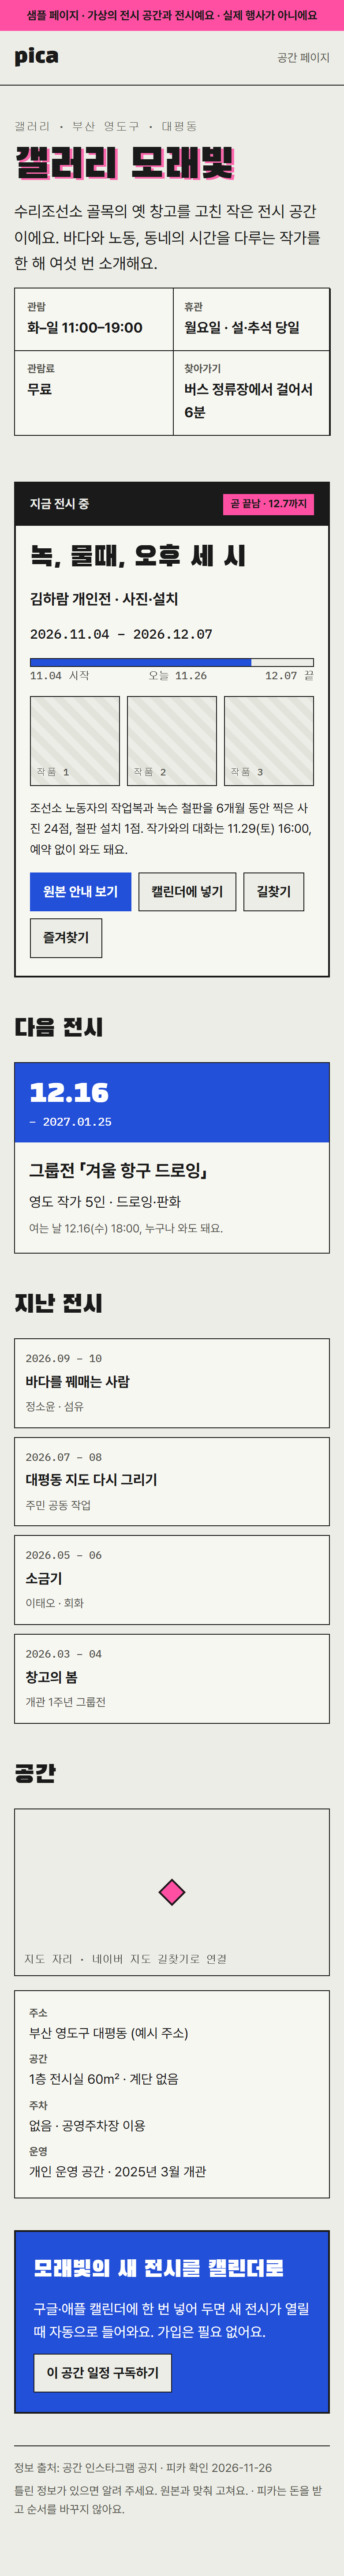 샘플 페이지 · 가상의 전시 공간과 전시예요 · 실제 행사가 아니에요
pica
공간 페이지
갤러리 · 부산 영도구 · 대평동
갤러리 모래빛
수리조선소 골목의 옛 창고를 고친 작은 전시 공간
이에요. 바다와 노동, 동네의 시간을 다루는 작가를
한 해 여섯 번 소개해요.
관람
화–일 11:00–19:00
휴관
월요일 · 설·추석 당일
관람료
무료
찾아가기
버스 정류장에서 걸어서
6분
지금 전시 중
곧 끝남 · 12.7까지
녹, 물때, 오후 세 시
김하람 개인전 · 사진·설치
2026.11.04 – 2026.12.07
11.04 시작
오늘 11.26
12.07 끝
작품 1
작품 2
작품 3
조선소 노동자의 작업복과 녹슨 철판을 6개월 동안 찍은 사
진 24점, 철판 설치 1점. 작가와의 대화는 11.29(토) 16:00,
예약 없이 와도 돼요.
원본 안내 보기
캘린더에 넣기
길찾기
즐겨찾기
다음 전시
12.16
– 2027.01.25
그룹전 「겨울 항구 드로잉」
영도 작가 5인 · 드로잉·판화
여는 날 12.16(수) 18:00, 누구나 와도 돼요.
지난 전시
2026.09 – 10
바다를 꿰매는 사람
정소윤 · 섬유
2026.07 – 08
대평동 지도 다시 그리기
주민 공동 작업
2026.05 – 06
소금기
이태오 · 회화
2026.03 – 04
창고의 봄
개관 1주년 그룹전
공간
지도 자리 · 네이버 지도 길찾기로 연결
주소
부산 영도구 대평동 (예시 주소)
공간
1층 전시실 60m² · 계단 없음
주차
없음 · 공영주차장 이용
운영
개인 운영 공간 · 2025년 3월 개관
모래빛의 새 전시를 캘린더로
구글·애플 캘린더에 한 번 넣어 두면 새 전시가 열릴
때 자동으로 들어와요. 가입은 필요 없어요.
이 공간 일정 구독하기
정보 출처: 공간 인스타그램 공지 · 피카 확인 2026-11-26
틀린 정보가 있으면 알려 주세요. 원본과 맞춰 고쳐요. · 피카는 돈을 받
고 순서를 바꾸지 않아요.